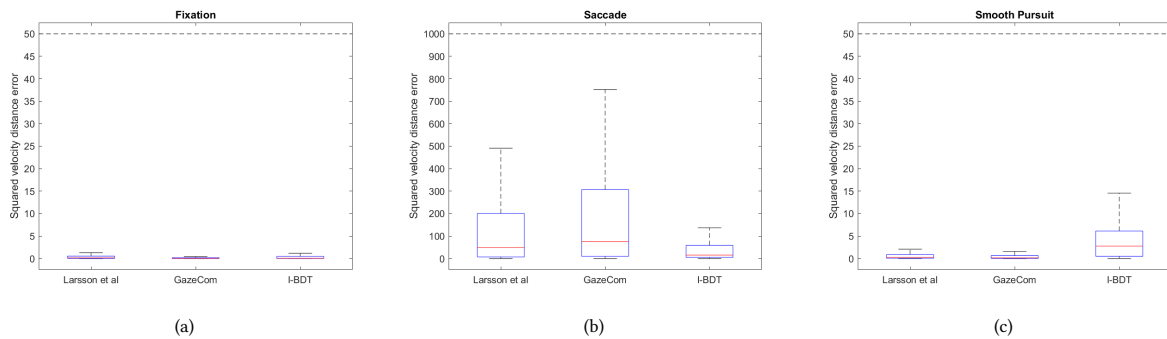 Fixation
Squared velocity distance error
50
45
40
35
30
25
20
15
10
5
0
Larsson et al
GazeCom
I-BDT
(a)
Saccade
Squared velocity distance error
1000
900
800
700
600
500
400
300
200
100
0
Larsson et al
GazeCom
I-BDT
(b)
Smooth Pursuit
Squared velocity distance error
50
45
40
35
30
25
20
15
10
5
0
Larsson et al
GazeCom
I-BDT
(c)